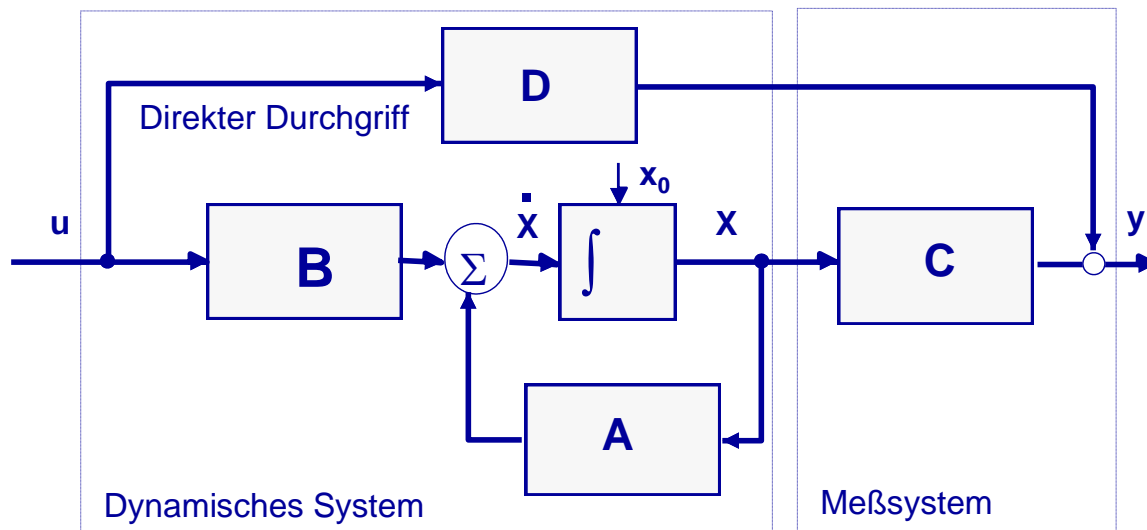 D
Direkter Durchgriff
x₀
u
ẋ
x
y
B
Σ
∫
C
A
Dynamisches System
Meßsystem